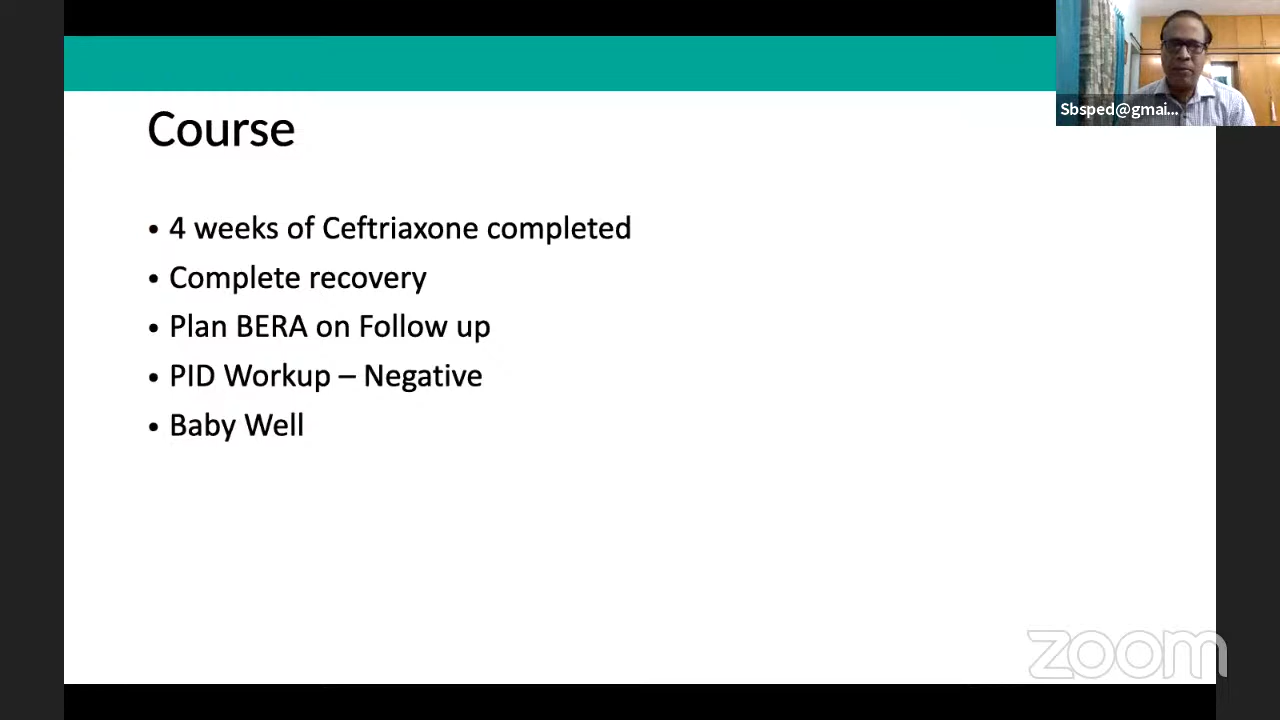 Sbsped@gmai...
Course
• 4 weeks of Ceftriaxone completed
• Complete recovery
• Plan BERA on Follow up
• PID Workup – Negative
• Baby Well
zoom